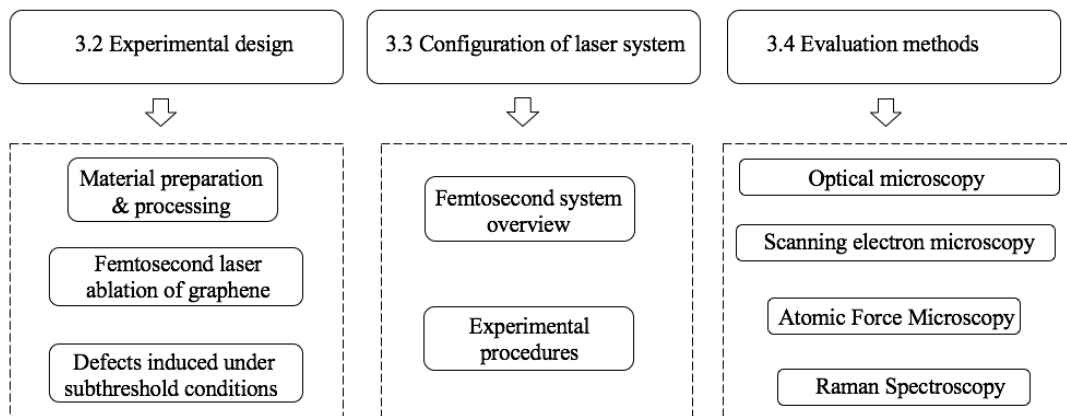 3.2 Experimental design
3.3 Configuration of laser system
3.4 Evaluation methods
Material preparation
& processing
Femtosecond laser
ablation of graphene
Defects induced under
subthreshold conditions
Femtosecond system
overview
Experimental
procedures
Optical microscopy
Scanning electron microscopy
Atomic Force Microscopy
Raman Spectroscopy